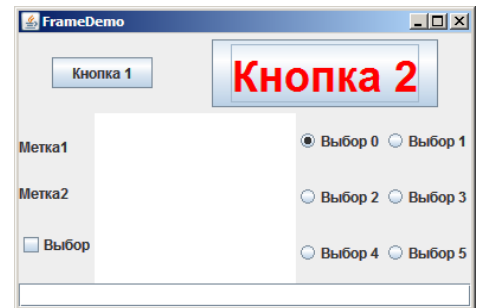 FrameDemo
Кнопка 1
Кнопка 2
Метка1
Выбор 0 Выбор 1
Метка2
Выбор 2 Выбор 3
Выбор
Выбор 4 Выбор 5